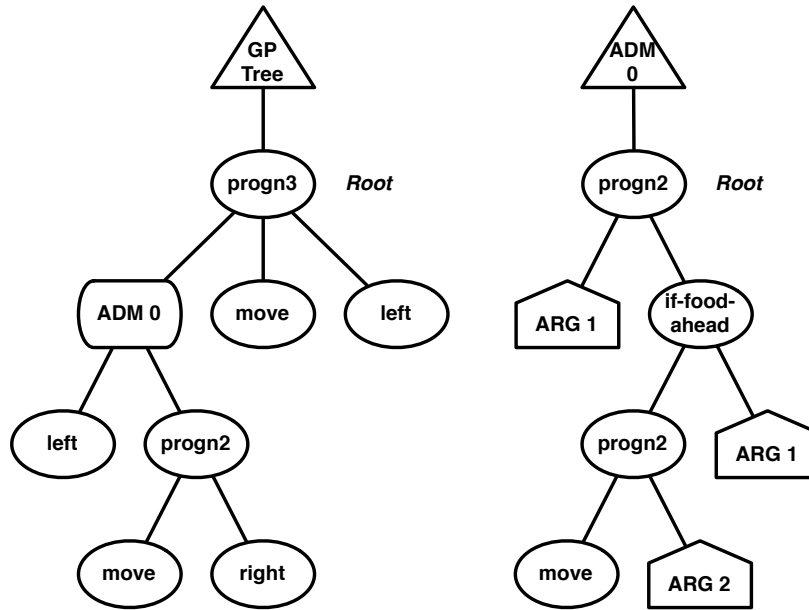 GP
Tree
progn3
Root
ADM 0
move
left
left
progn2
move
right
ADM
0
progn2
Root
ARG 1
if-food-
ahead
progn2
ARG 1
move
ARG 2